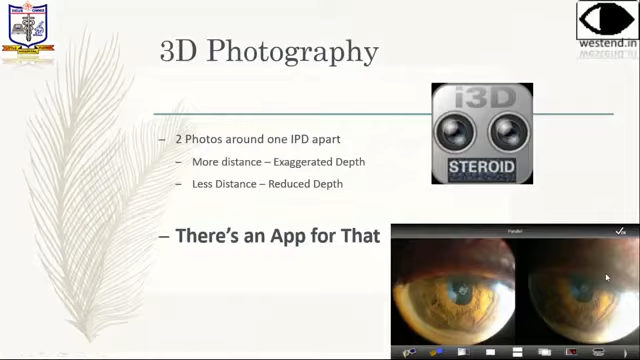 3D Photography
westend.in
– 2 Photos around one IPD apart
– More distance – Exaggerated Depth
– Less Distance – Reduced Depth
i3D
STEROID
– There's an App for That
Parallel